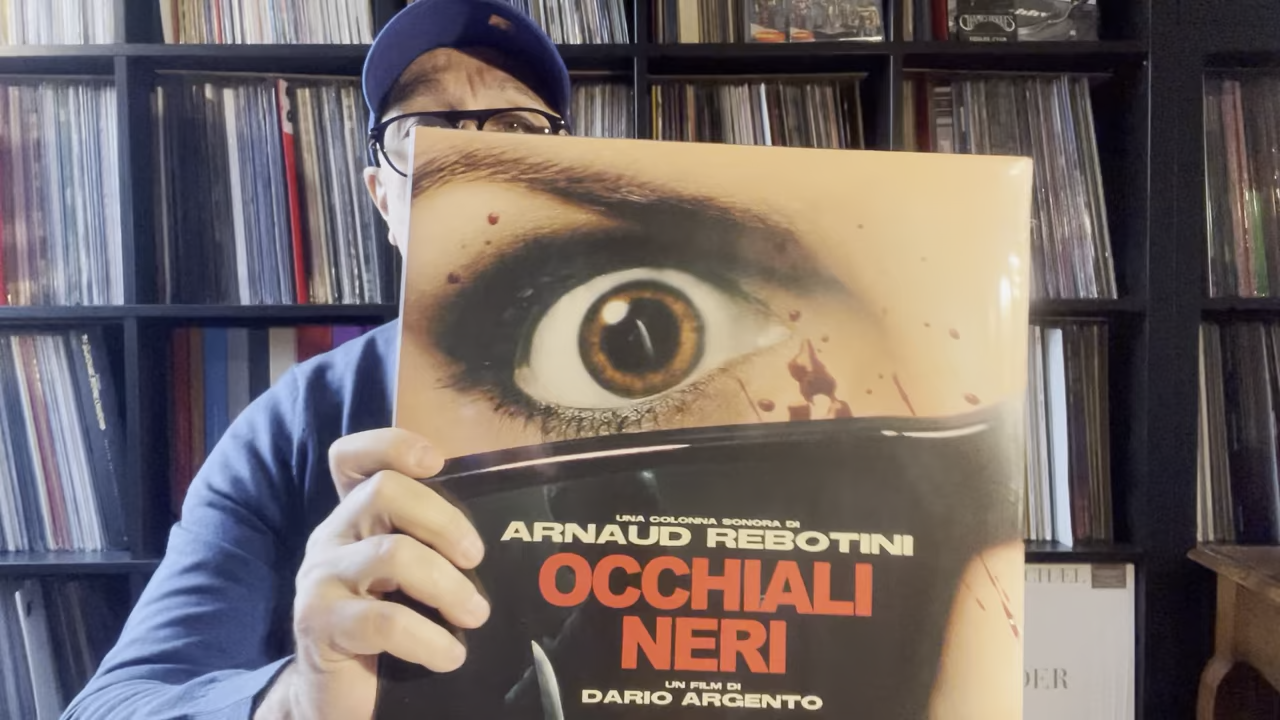 UNA COLONNA SONORA DI
ARNAUD REBOTINI
OCCHIALI
NERI
UN FILM DI
DARIO ARGENTO